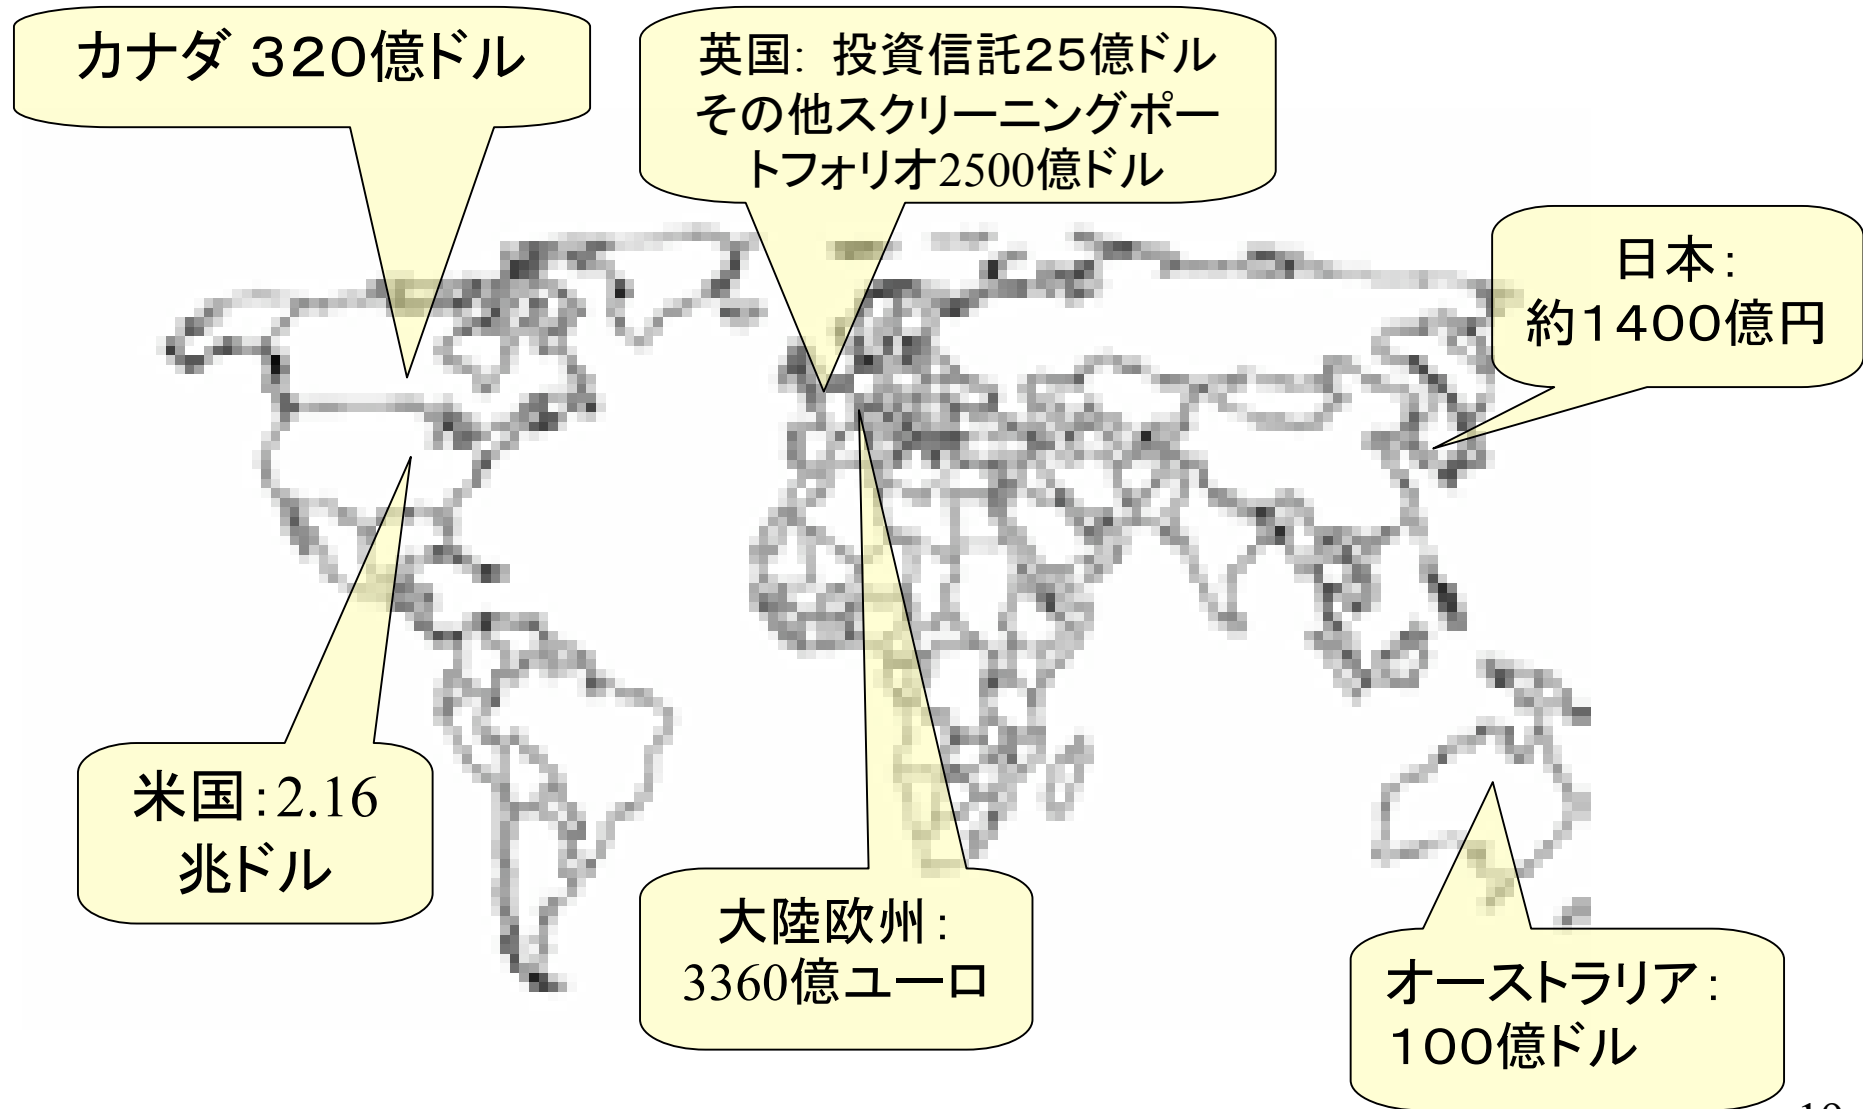 カナダ 320億ドル
英国: 投資信託25億ドル
その他スクリーニングポー
トフォリオ2500億ドル
日本:
約1400億円
米国:2.16
兆ドル
大陸欧州:
3360億ユーロ
オーストラリア:
100億ドル